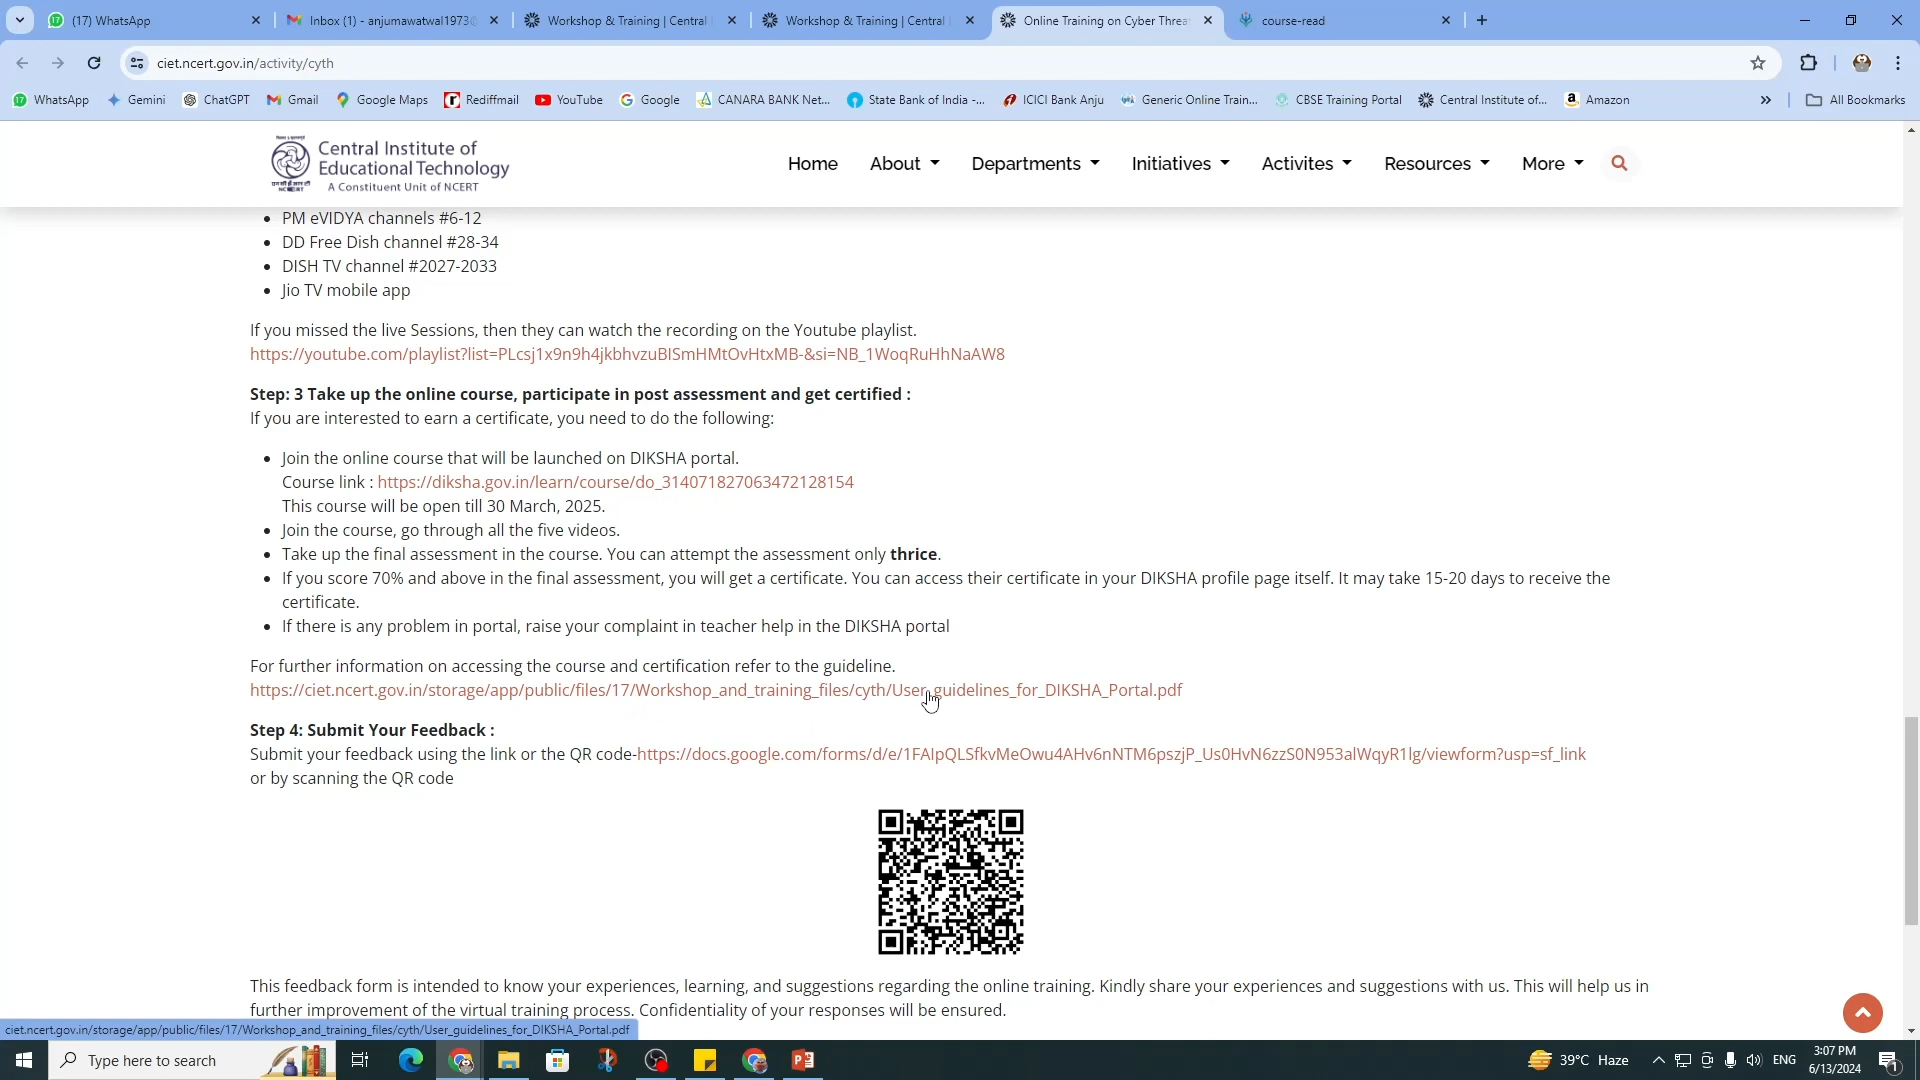 (17) WhatsApp
Inbox (1) - anjumawatwal1973@
Workshop & Training | Central
Workshop & Training | Central
Online Training on Cyber Threa
course-read
ciet.ncert.gov.in/activity/cyth
WhatsApp
Gemini
ChatGPT
Gmail
Google Maps
Rediffmail
YouTube
Google
CANARA BANK Net...
State Bank of India -...
ICICI Bank Anju
Generic Online Train...
CBSE Training Portal
Central Institute of...
Amazon
All Bookmarks
Central Institute of
Educational Technology
A Constituent Unit of NCERT
Home
About
Departments
Initiatives
Activites
Resources
More
PM eVIDYA channels #6-12
DD Free Dish channel #28-34
DISH TV channel #2027-2033
Jio TV mobile app
If you missed the live Sessions, then they can watch the recording on the Youtube playlist.
https://youtube.com/playlist?list=PLcsj1x9n9h4jkbhvzuBISmHMtOvHtxMB-&si=NB_1WoqRuHhNaAW8
Step: 3 Take up the online course, participate in post assessment and get certified :
If you are interested to earn a certificate, you need to do the following:
Join the online course that will be launched on DIKSHA portal.
Course link : https://diksha.gov.in/learn/course/do_314071827063472128154
This course will be open till 30 March, 2025.
Join the course, go through all the five videos.
Take up the final assessment in the course. You can attempt the assessment only thrice.
If you score 70% and above in the final assessment, you will get a certificate. You can access their certificate in your DIKSHA profile page itself. It may take 15-20 days to receive the
certificate.
If there is any problem in portal, raise your complaint in teacher help in the DIKSHA portal
For further information on accessing the course and certification refer to the guideline.
https://ciet.ncert.gov.in/storage/app/public/files/17/Workshop_and_training_files/cyth/User_guidelines_for_DIKSHA_Portal.pdf
Step 4: Submit Your Feedback :
Submit your feedback using the link or the QR code-https://docs.google.com/forms/d/e/1FAIpQLSfkvMeOwu4AHv6nNTM6pszjP_Us0HvN6zzS0N953alWqyR1lg/viewform?usp=sf_link
or by scanning the QR code
This feedback form is intended to know your experiences, learning, and suggestions regarding the online training. Kindly share your experiences and suggestions with us. This will help us in
further improvement of the virtual training process. Confidentiality of your responses will be ensured.
ciet.ncert.gov.in/storage/app/public/files/17/Workshop_and_training_files/cyth/User_guidelines_for_DIKSHA_Portal.pdf
Type here to search
39°C Haze
ENG
3:07 PM
6/13/2024
1